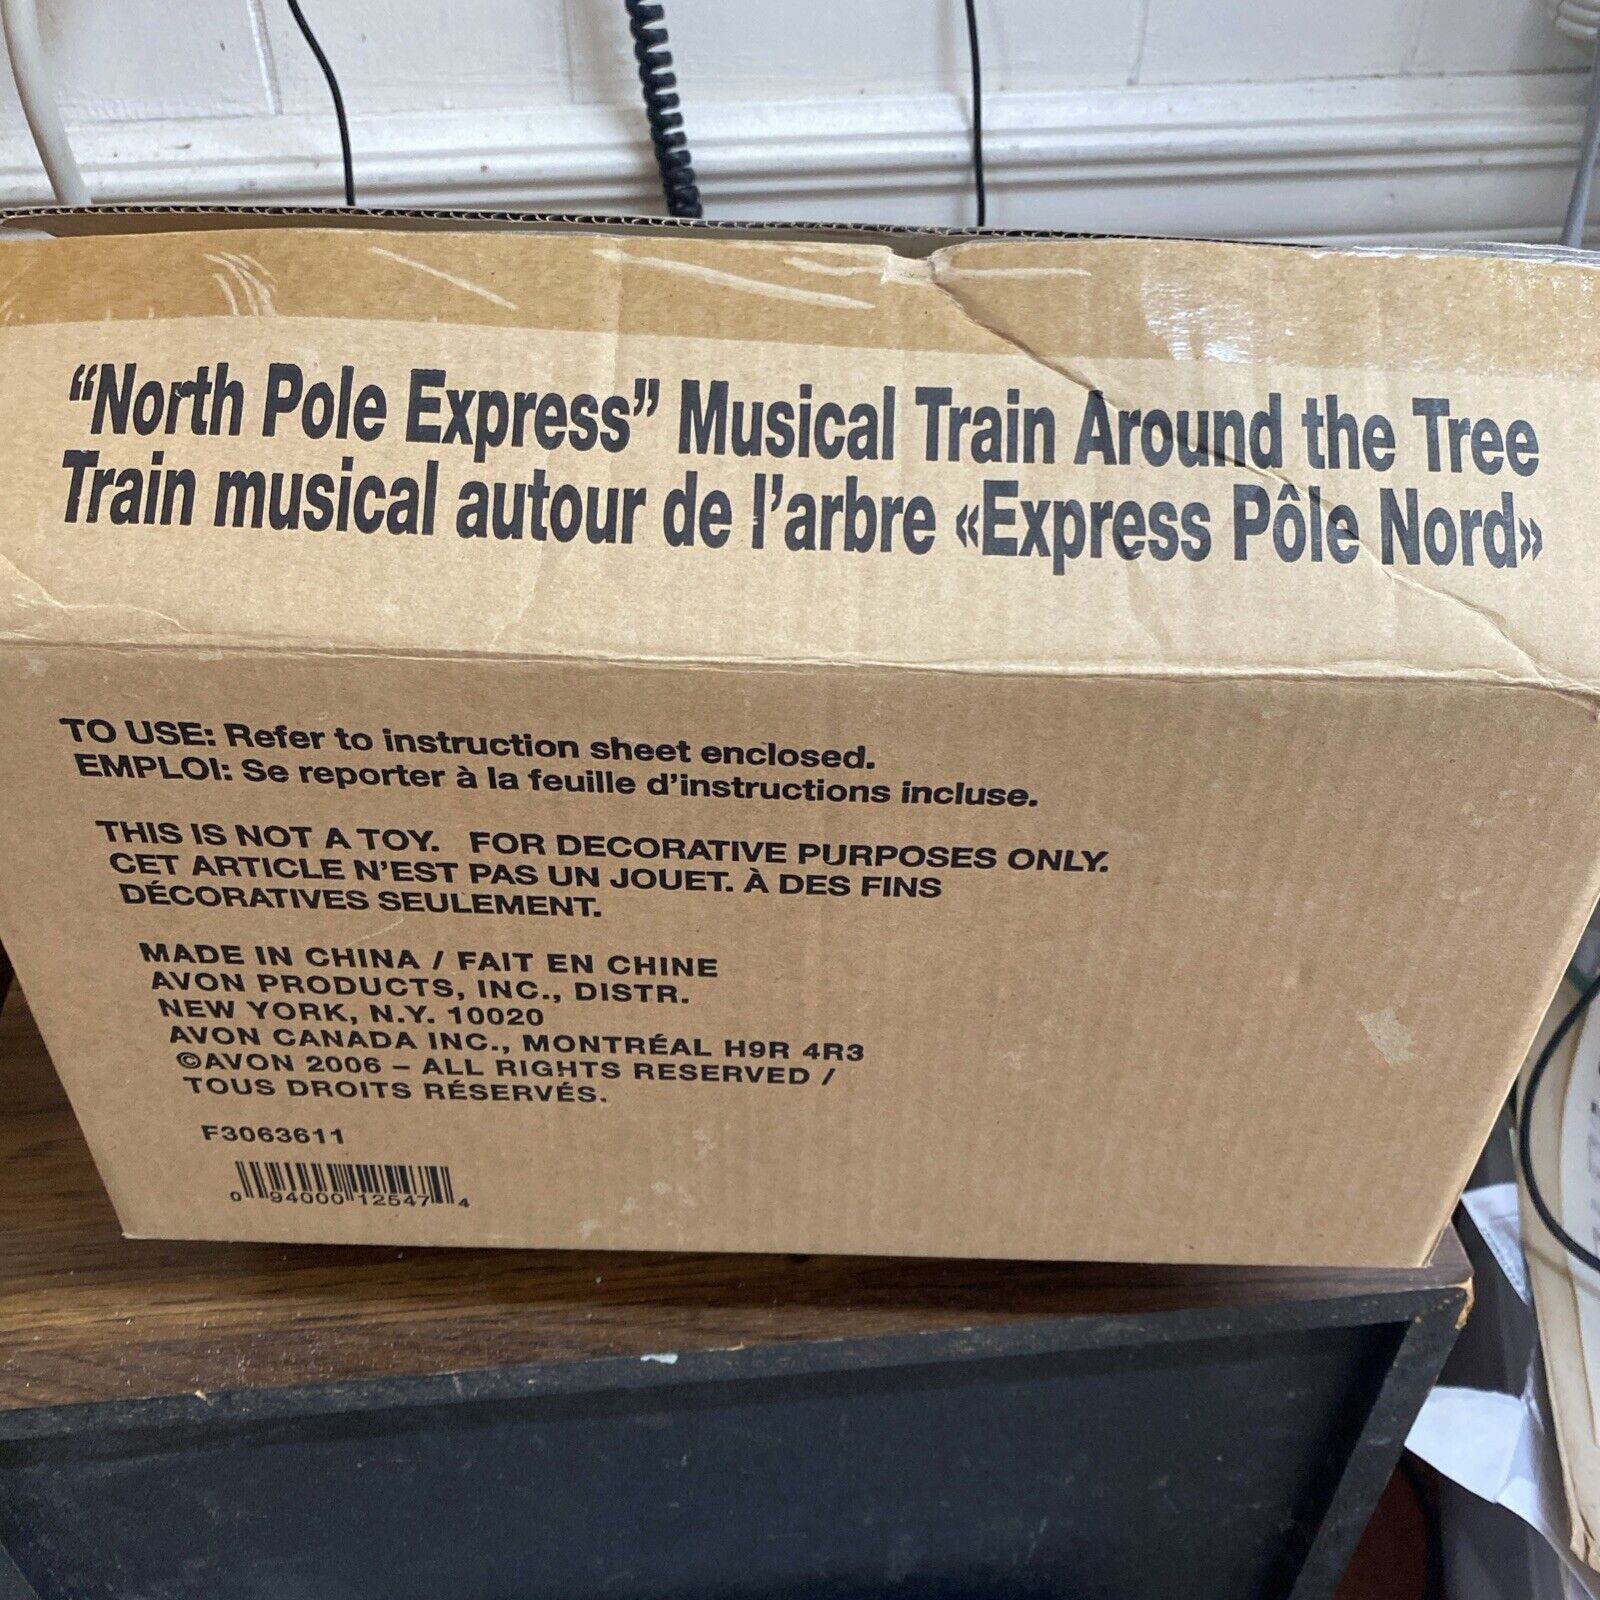 “North Pole Express” Musical Train Around the Tree
Train musical autour de l’arbre «Express Pôle Nord»
TO USE: Refer to instruction sheet enclosed.
EMPLOI: Se reporter à la feuille d’instructions incluse.
THIS IS NOT A TOY. FOR DECORATIVE PURPOSES ONLY.
CET ARTICLE N’EST PAS UN JOUET. À DES FINS
DÉCORATIVES SEULEMENT.
MADE IN CHINA / FAIT EN CHINE
AVON PRODUCTS, INC., DISTR.
NEW YORK, N.Y. 10020
AVON CANADA INC., MONTRÉAL H9R 4R3
©AVON 2006 – ALL RIGHTS RESERVED /
TOUS DROITS RÉSERVÉS.
F3063611
0 94000 12547 4